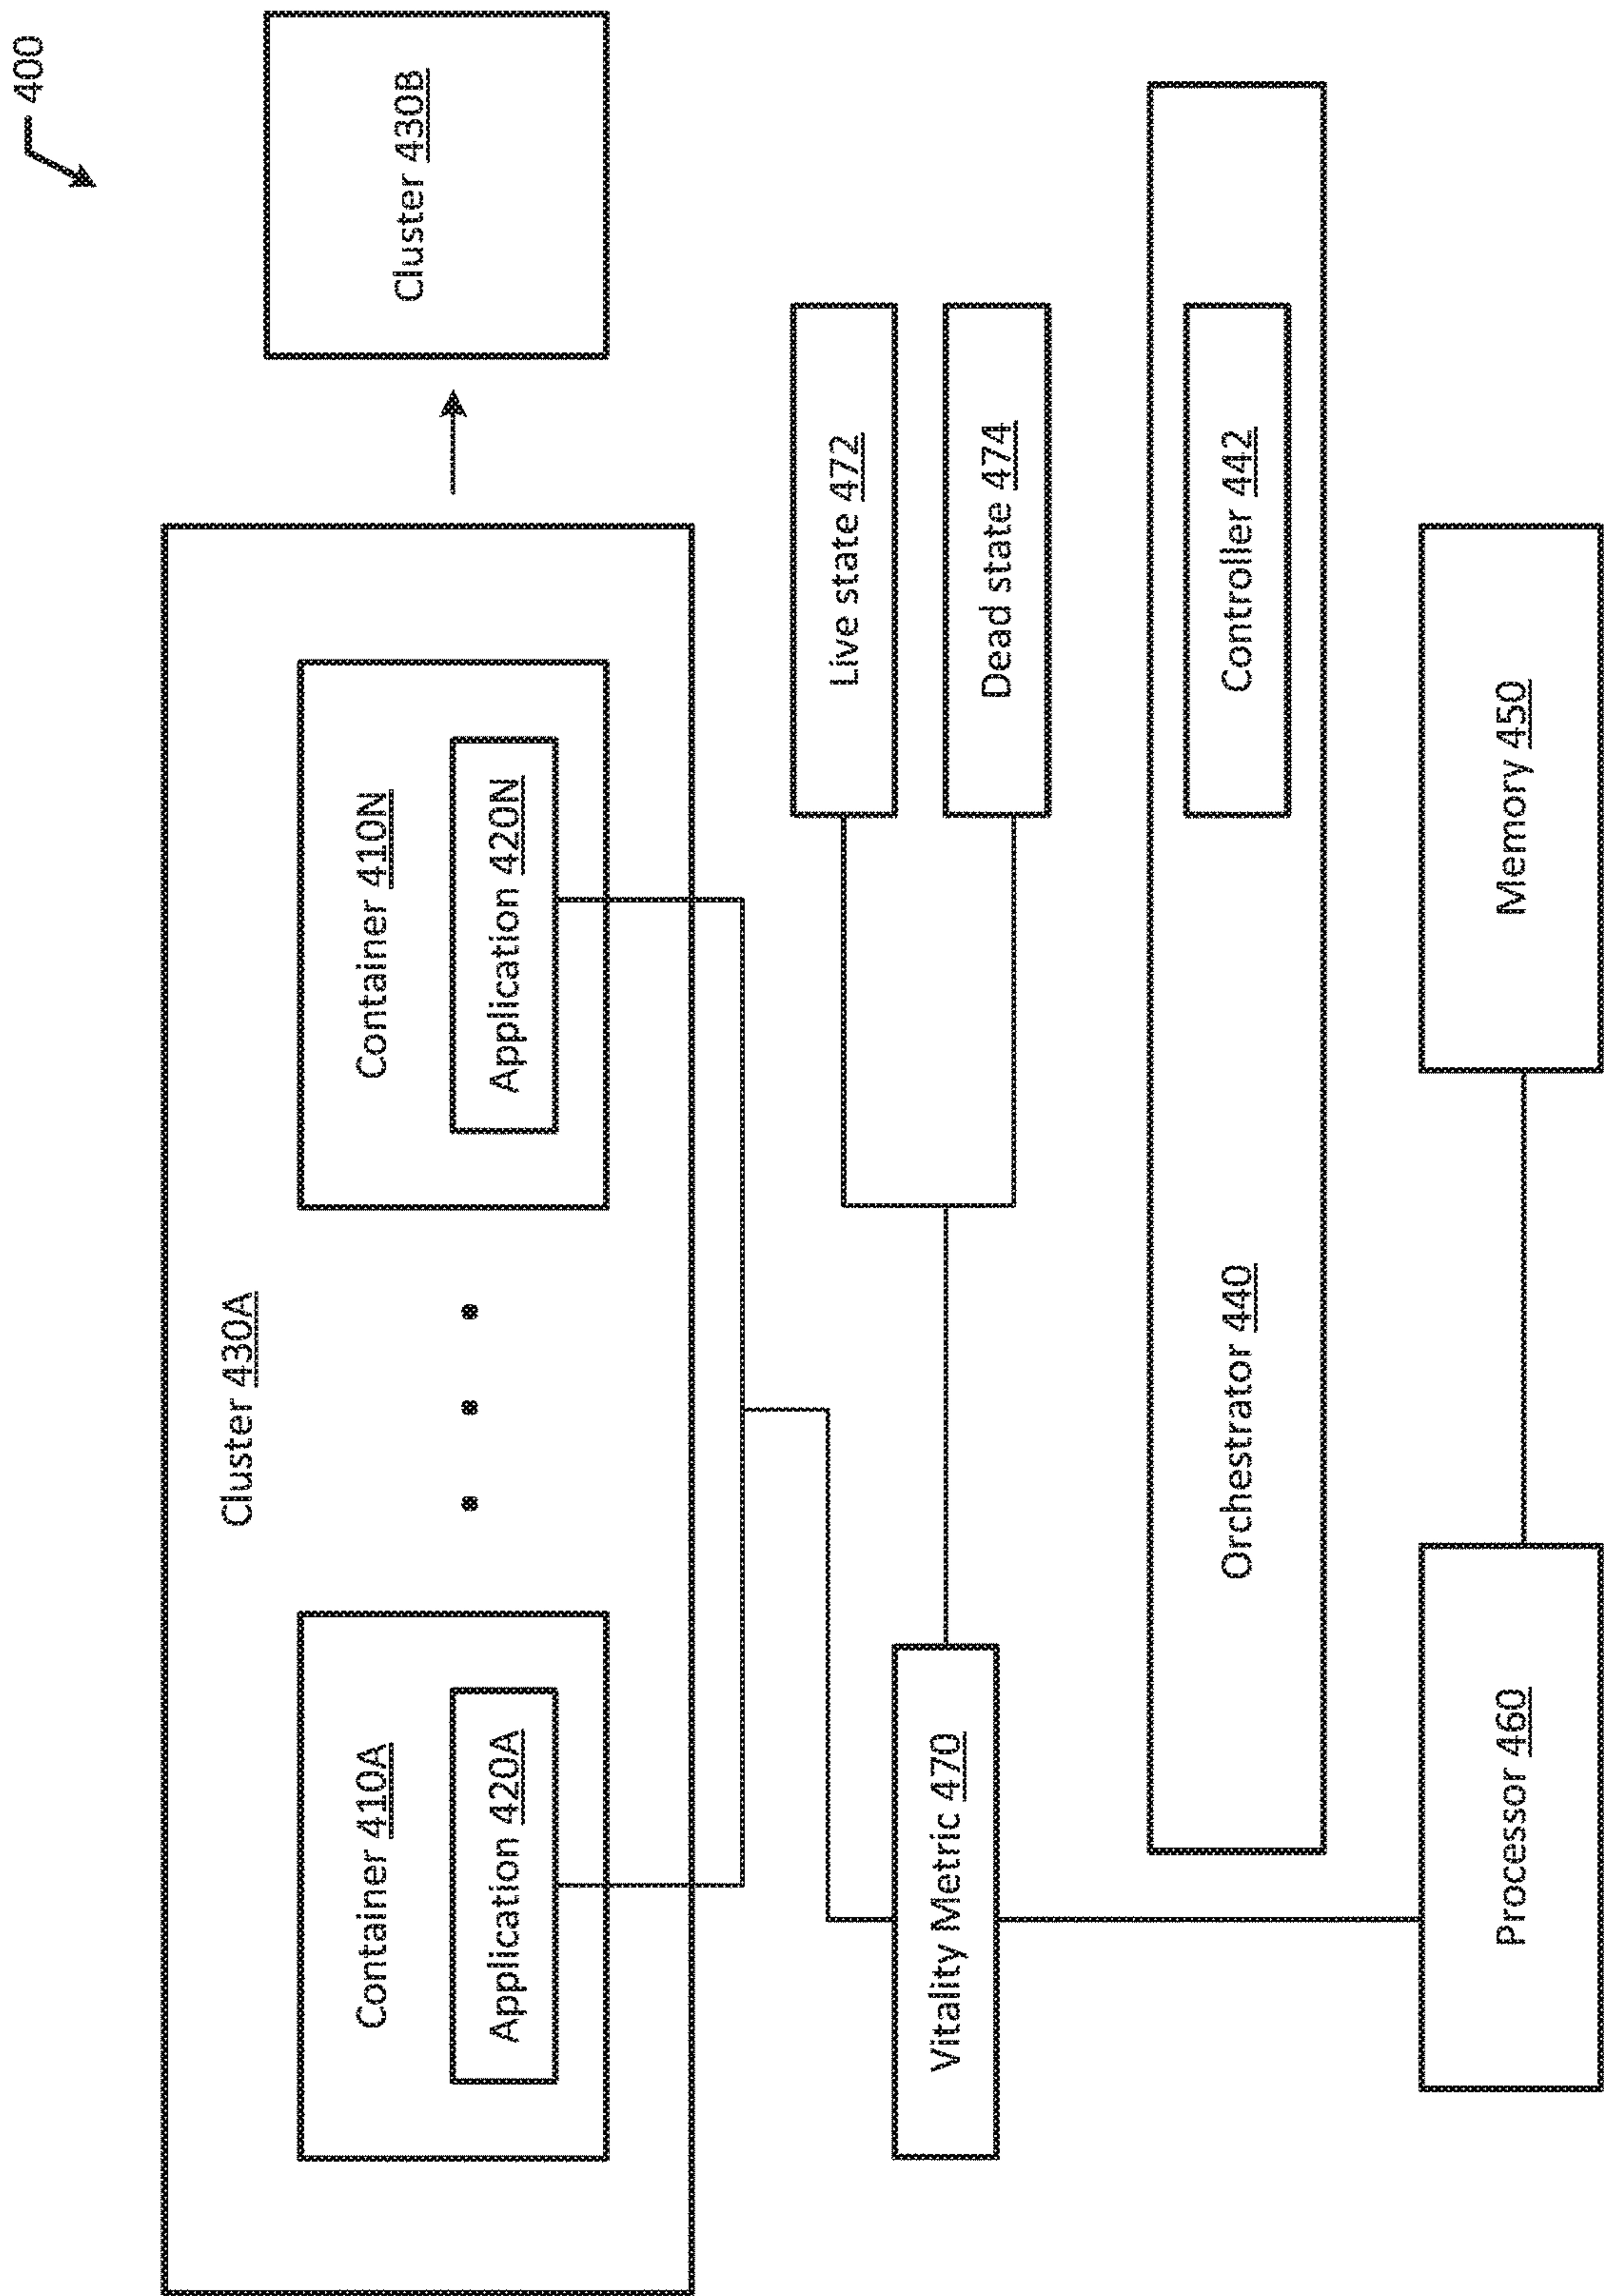 400
Cluster 430A
Container 410A
Application 420A
Container 410N
Application 420N
Cluster 430B
Vitality Metric 470
Live state 472
Dead state 474
Orchestrator 440
Controller 442
Processor 460
Memory 450